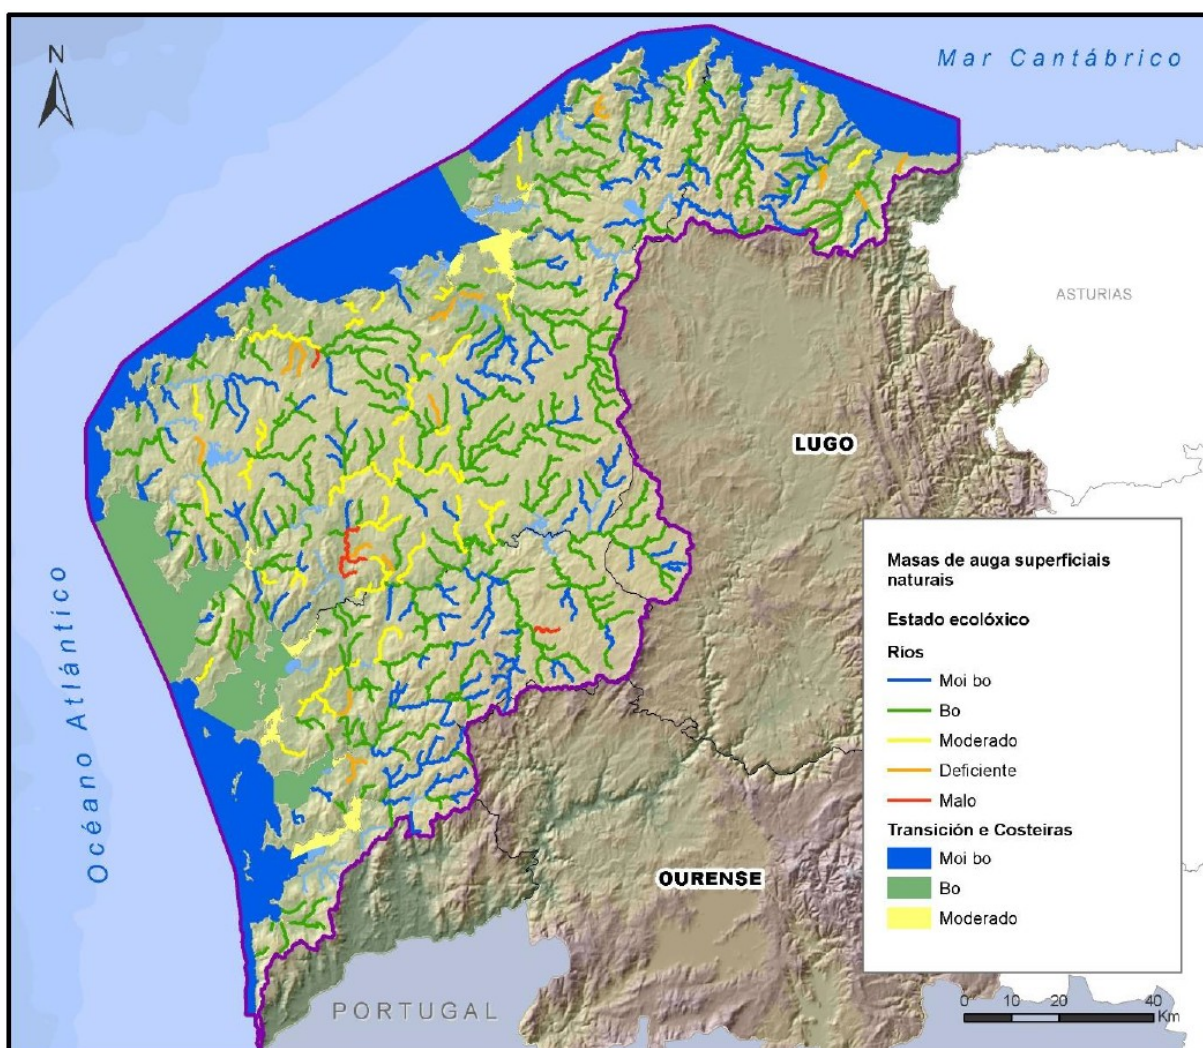 N
Mar Cantábrico
ASTURIAS
LUGO
Océano Atlántico
OURENSE
PORTUGAL
Masas de auga superficiais
naturais
Estado ecolóxico
Ríos
Moi bo
Bo
Moderado
Deficiente
Malo
Transición e Costeiras
Moi bo
Bo
Moderado
0 10 20 40
Km